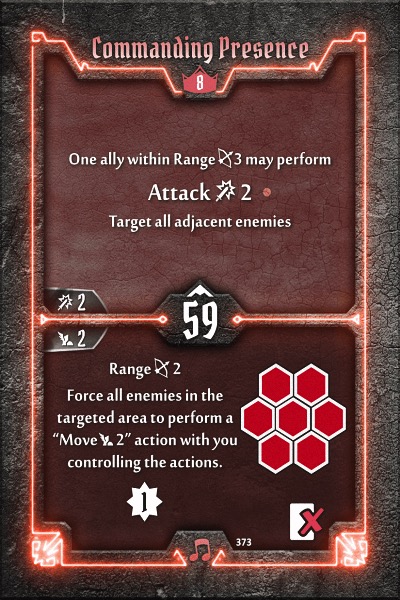 Commanding Presence
8
One ally within Range 3 may perform
Attack 2
Target all adjacent enemies
2
59
2
Range 2
Force all enemies in the
targeted area to perform a
“Move 2” action with you
controlling the actions.
1
373